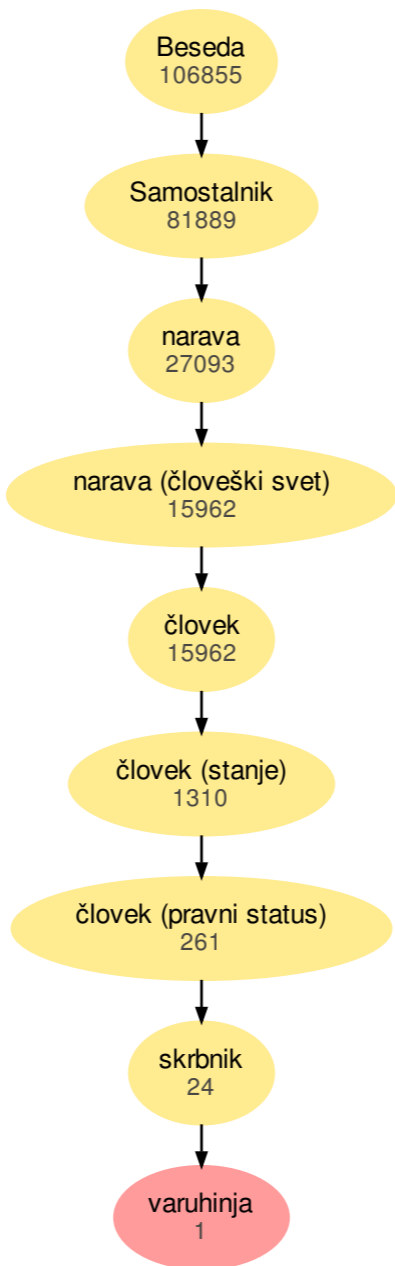 Beseda
106855
Samostalnik
81889
narava
27093
narava (človeški svet)
15962
človek
15962
človek (stanje)
1310
človek (pravni status)
261
skrbnik
24
varuhinja
1